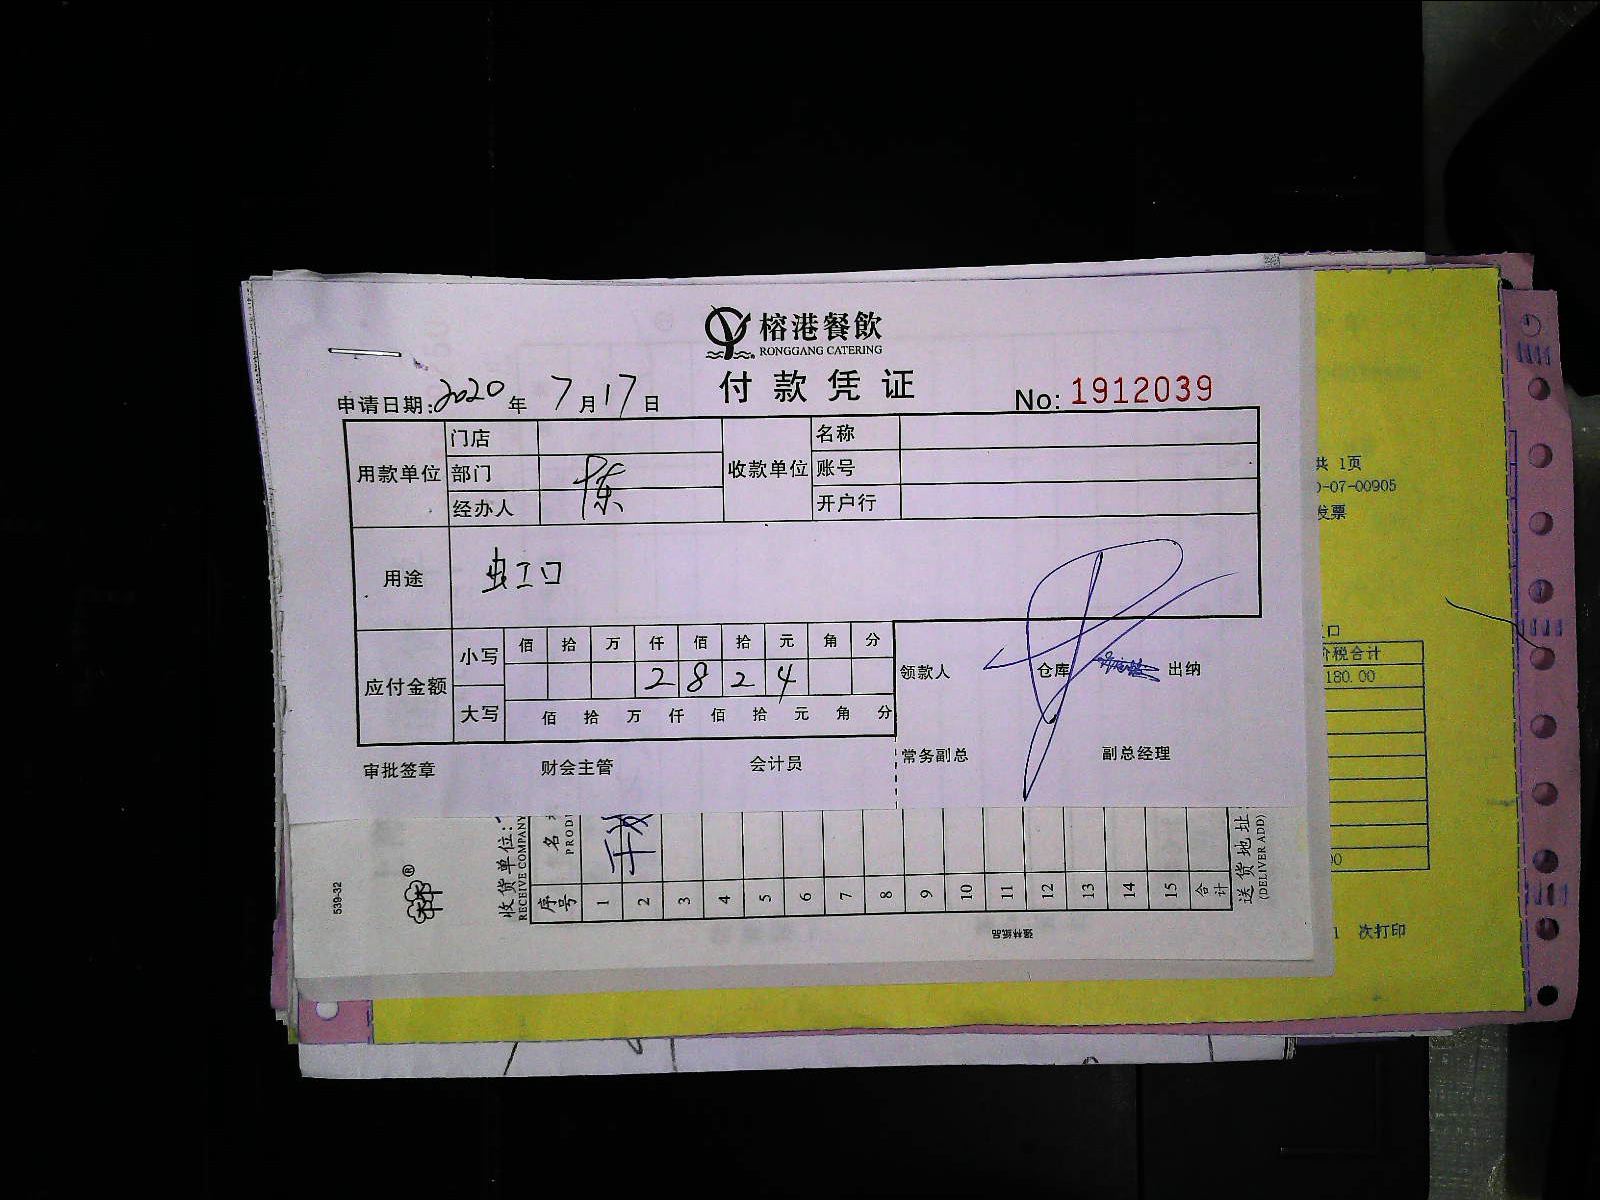 榕港餐飲
RONGGANG CATERING
付款凭证
申请日期:2020年7月17日
No: 1912039
用款单位 门店 收款单位 名称
部门 陈 账号
经办人 开户行
用途 虹口
应付金额 小写 佰 拾 万 仟 佰 拾 元 角 分
2 8 2 4
大写 佰 拾 万 仟 佰 拾 元 角 分
领款人 仓库 出纳
审批签章 财会主管 会计员 常务副总 副总经理
共 1页
0-07-00905
发票
口
价税合计
180.00
00
1 次打印
539-32
收货单位:
RECEIVE COMPANY
序号 名
PRODU
1 2 3 4 5 6 7 8 9 10 11 12 13 14 15 合计
送货地址
(DELIVER ADD)
强林纸品